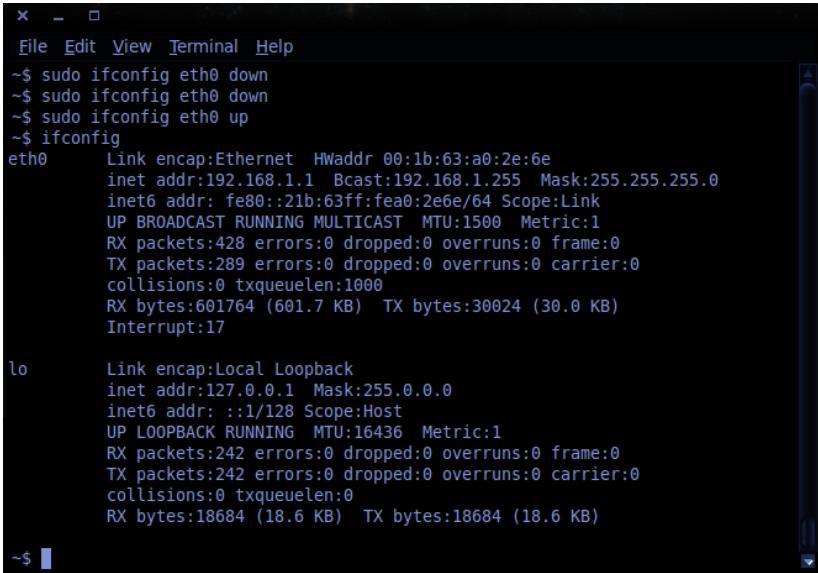 File Edit View Terminal Help
~$ sudo ifconfig eth0 down
~$ sudo ifconfig eth0 down
~$ sudo ifconfig eth0 up
~$ ifconfig
eth0 Link encap:Ethernet HWaddr 00:1b:63:a0:2e:6e
inet addr:192.168.1.1 Bcast:192.168.1.255 Mask:255.255.255.0
inet6 addr: fe80::21b:63ff:fea0:2e6e/64 Scope:Link
UP BROADCAST RUNNING MULTICAST MTU:1500 Metric:1
RX packets:428 errors:0 dropped:0 overruns:0 frame:0
TX packets:289 errors:0 dropped:0 overruns:0 carrier:0
collisions:0 txqueuelen:1000
RX bytes:601764 (601.7 KB) TX bytes:30024 (30.0 KB)
Interrupt:17
lo Link encap:Local Loopback
inet addr:127.0.0.1 Mask:255.0.0.0
inet6 addr: ::1/128 Scope:Host
UP LOOPBACK RUNNING MTU:16436 Metric:1
RX packets:242 errors:0 dropped:0 overruns:0 frame:0
TX packets:242 errors:0 dropped:0 overruns:0 carrier:0
collisions:0 txqueuelen:0
RX bytes:18684 (18.6 KB) TX bytes:18684 (18.6 KB)
~$